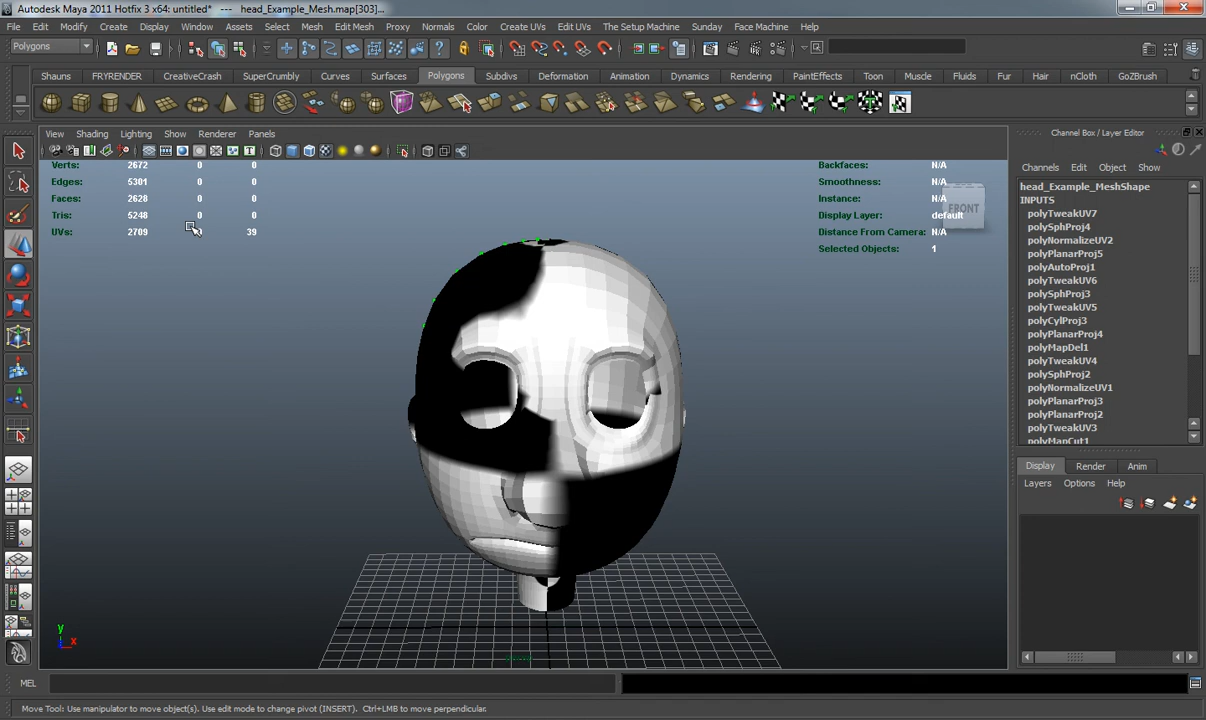 Autodesk Maya 2011 Hotfix 3 x64: untitled* --- head_Example_Mesh.map[303]...
File Edit Modify Create Display Window Assets Select Mesh Edit Mesh Proxy Normals Color Create UVs Edit UVs The Setup Machine Sunday Face Machine Help
Polygons
Shauns FRYRENDER CreativeCrash SuperCrumbly Curves Surfaces Polygons Subdivs Deformation Animation Dynamics Rendering PaintEffects Toon Muscle Fluids Fur Hair nCloth GoZBrush
View Shading Lighting Show Renderer Panels
Verts: 2672 0 0
Edges: 5301 0 0
Faces: 2628 0 0
Tris: 5248 0 0
UVs: 2709 39
Backfaces: N/A
Smoothness: N/A
Instance: N/A
Display Layer: default
Distance From Camera: N/A
Selected Objects: 1
FRONT
y
x
Channel Box / Layer Editor
Channels Edit Object Show
head_Example_MeshShape
INPUTS
polyTweakUV7
polySphProj4
polyNormalizeUV2
polyPlanarProj5
polyAutoProj1
polyTweakUV6
polySphProj3
polyTweakUV5
polyCylProj3
polyPlanarProj4
polyMapDel1
polyTweakUV4
polySphProj2
polyNormalizeUV1
polyPlanarProj3
polyPlanarProj2
polyTweakUV3
polyMapCut1
Display Render Anim
Layers Options Help
MEL
Move Tool: Use manipulator to move object(s). Use edit mode to change pivot (INSERT). Ctrl+LMB to move perpendicular.